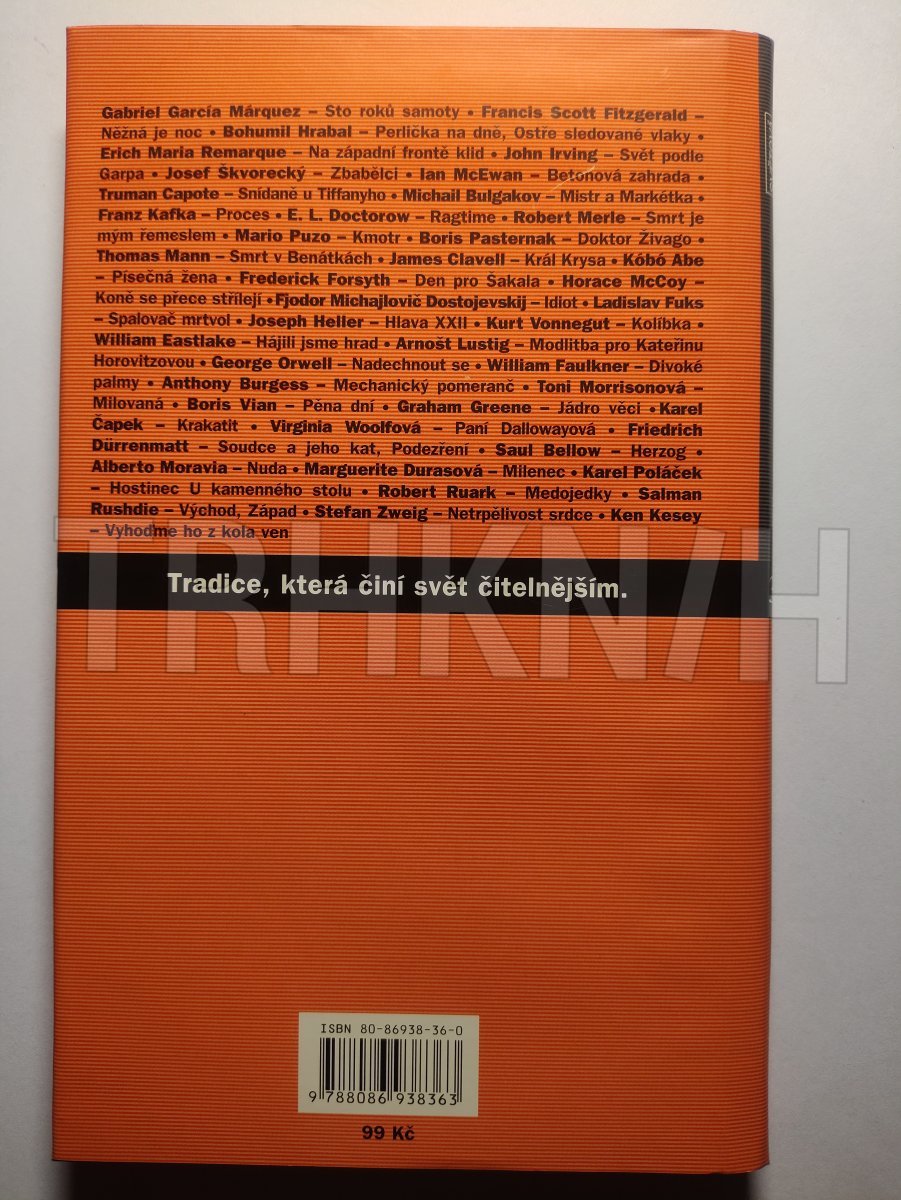 Gabriel García Márquez – Sto roků samoty • Francis Scott Fitzgerald –
Něžná je noc • Bohumil Hrabal – Perlička na dně, Ostře sledované vlaky •
Erich Maria Remarque – Na západní frontě klid • John Irving – Svět podle
Garpa • Josef Škvorecký – Zbabělci • Ian McEwan – Betonová zahrada •
Truman Capote – Snídaně u Tiffanyho • Michail Bulgakov – Mistr a Markétka •
Franz Kafka – Proces • E. L. Doctorow – Ragtime • Robert Merle – Smrt je
mým řemeslem • Mario Puzo – Kmotr • Boris Pasternak – Doktor Živago •
Thomas Mann – Smrt v Benátkách • James Clavell – Král Krysa • Kóbó Abe
– Písečná žena • Frederick Forsyth – Den pro Šakala • Horace McCoy –
Koně se přece střílejí • Fjodor Michajlovič Dostojevskij – Idiot • Ladislav Fuks
– Spalovač mrtvol • Joseph Heller – Hlava XXII • Kurt Vonnegut – Kolíbka •
William Eastlake – Hájili jsme hrad • Arnošt Lustig – Modlitba pro Kateřinu
Horovitzovou • George Orwell – Nadechnout se • William Faulkner – Divoké
palmy • Anthony Burgess – Mechanický pomeranč • Toni Morrisonová –
Milovaná • Boris Vian – Pěna dní • Graham Greene – Jádro věci • Karel
Čapek – Krakatit • Virginia Woolfová – Paní Dallowayová • Friedrich
Dürrenmatt – Soudce a jeho kat, Podezření • Saul Bellow – Herzog •
Alberto Moravia – Nuda • Marguerite Durasová – Milenec • Karel Poláček
– Hostinec U kamenného stolu • Robert Ruark – Medojedky • Salman
Rushdie – Východ, Západ • Stefan Zweig – Netrpělivost srdce • Ken Kesey
– Vyhoďme ho z kola ven
Tradice, která činí svět čitelnějším.
TRHKN/H
ISBN 80-86938-36-0
9 788086 938363
99 Kč